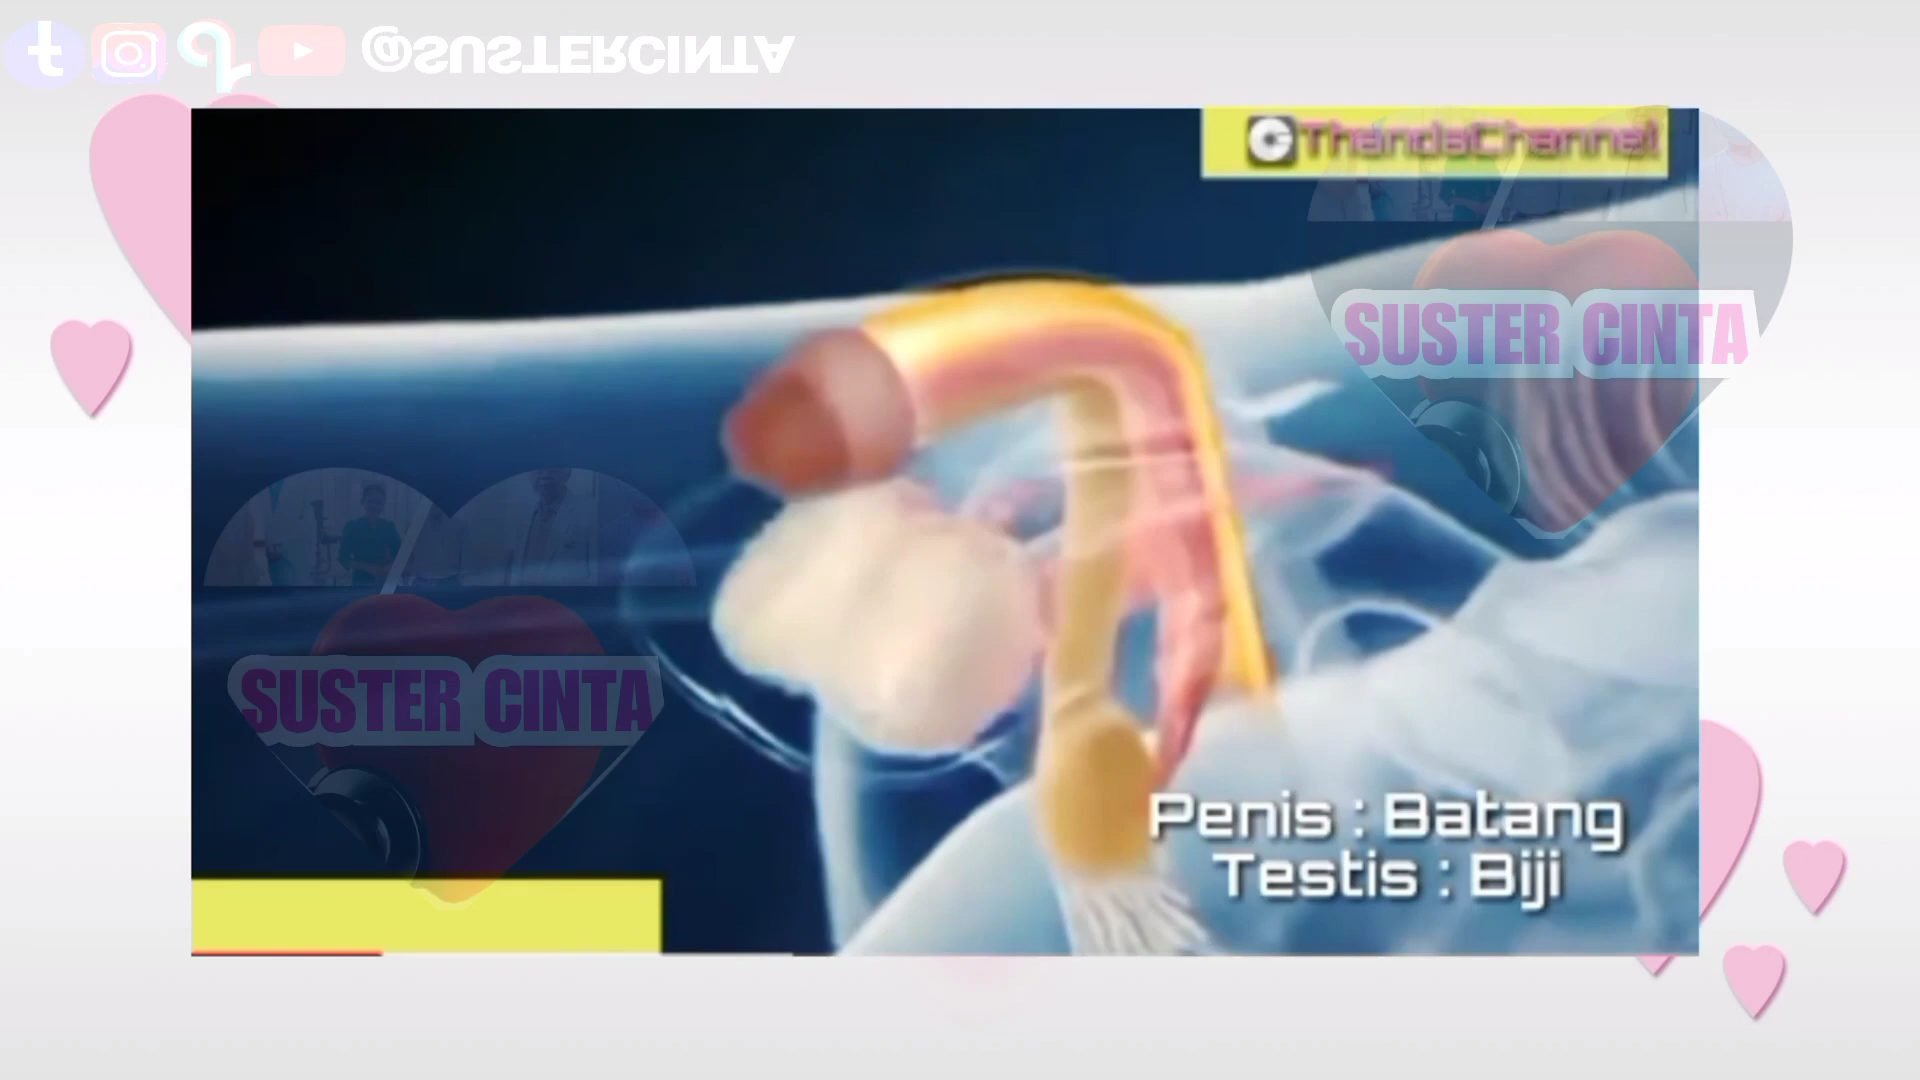 @SUSTERCINTA
ThandaChannel
SUSTER CINTA
SUSTER CINTA
Penis : Batang
Testis : Biji